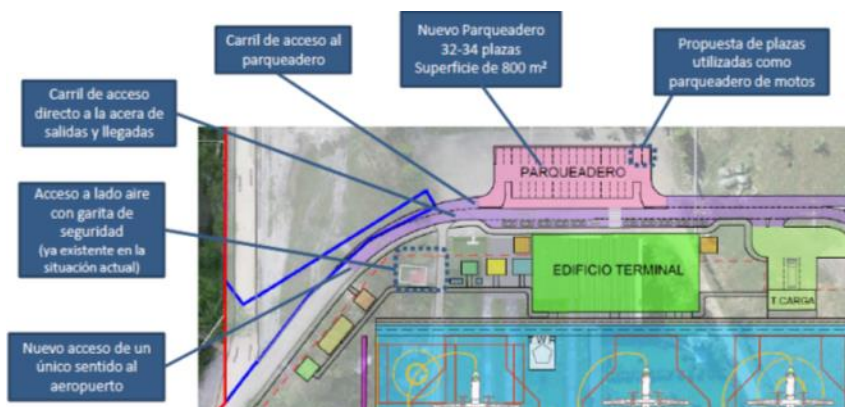 Carril de acceso al
parqueadero
Nuevo Parqueadero
32-34 plazas
Superficie de 800 m²
Propuesta de plazas
utilizadas como
parqueadero de motos
Carril de acceso
directo a la acera de
salidas y llegadas
PARQUEADERO
Acceso a lado aire
con garita de
seguridad
(ya existente en la
situación actual)
EDIFICIO TERMINAL
T.CARGA
TWR
Nuevo acceso de un
único sentido al
aeropuerto